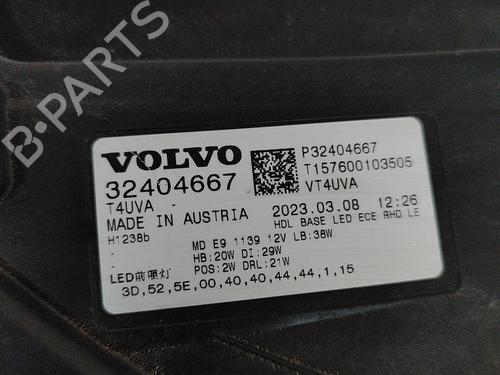 B-PARTS
VOLVO
32404667
T4UVA
MADE IN AUSTRIA
H1238b
P32404667
T157600103505
VT4UVA
2023.03.08 12:26
HDL BASE LED ECE RHD LE
MD E9 1139 12V LB:38W
HB:20W DI:29W
POS:2W DRL:21W
LED前照灯
3D,52,5E,00,40,40,44,44,1,15